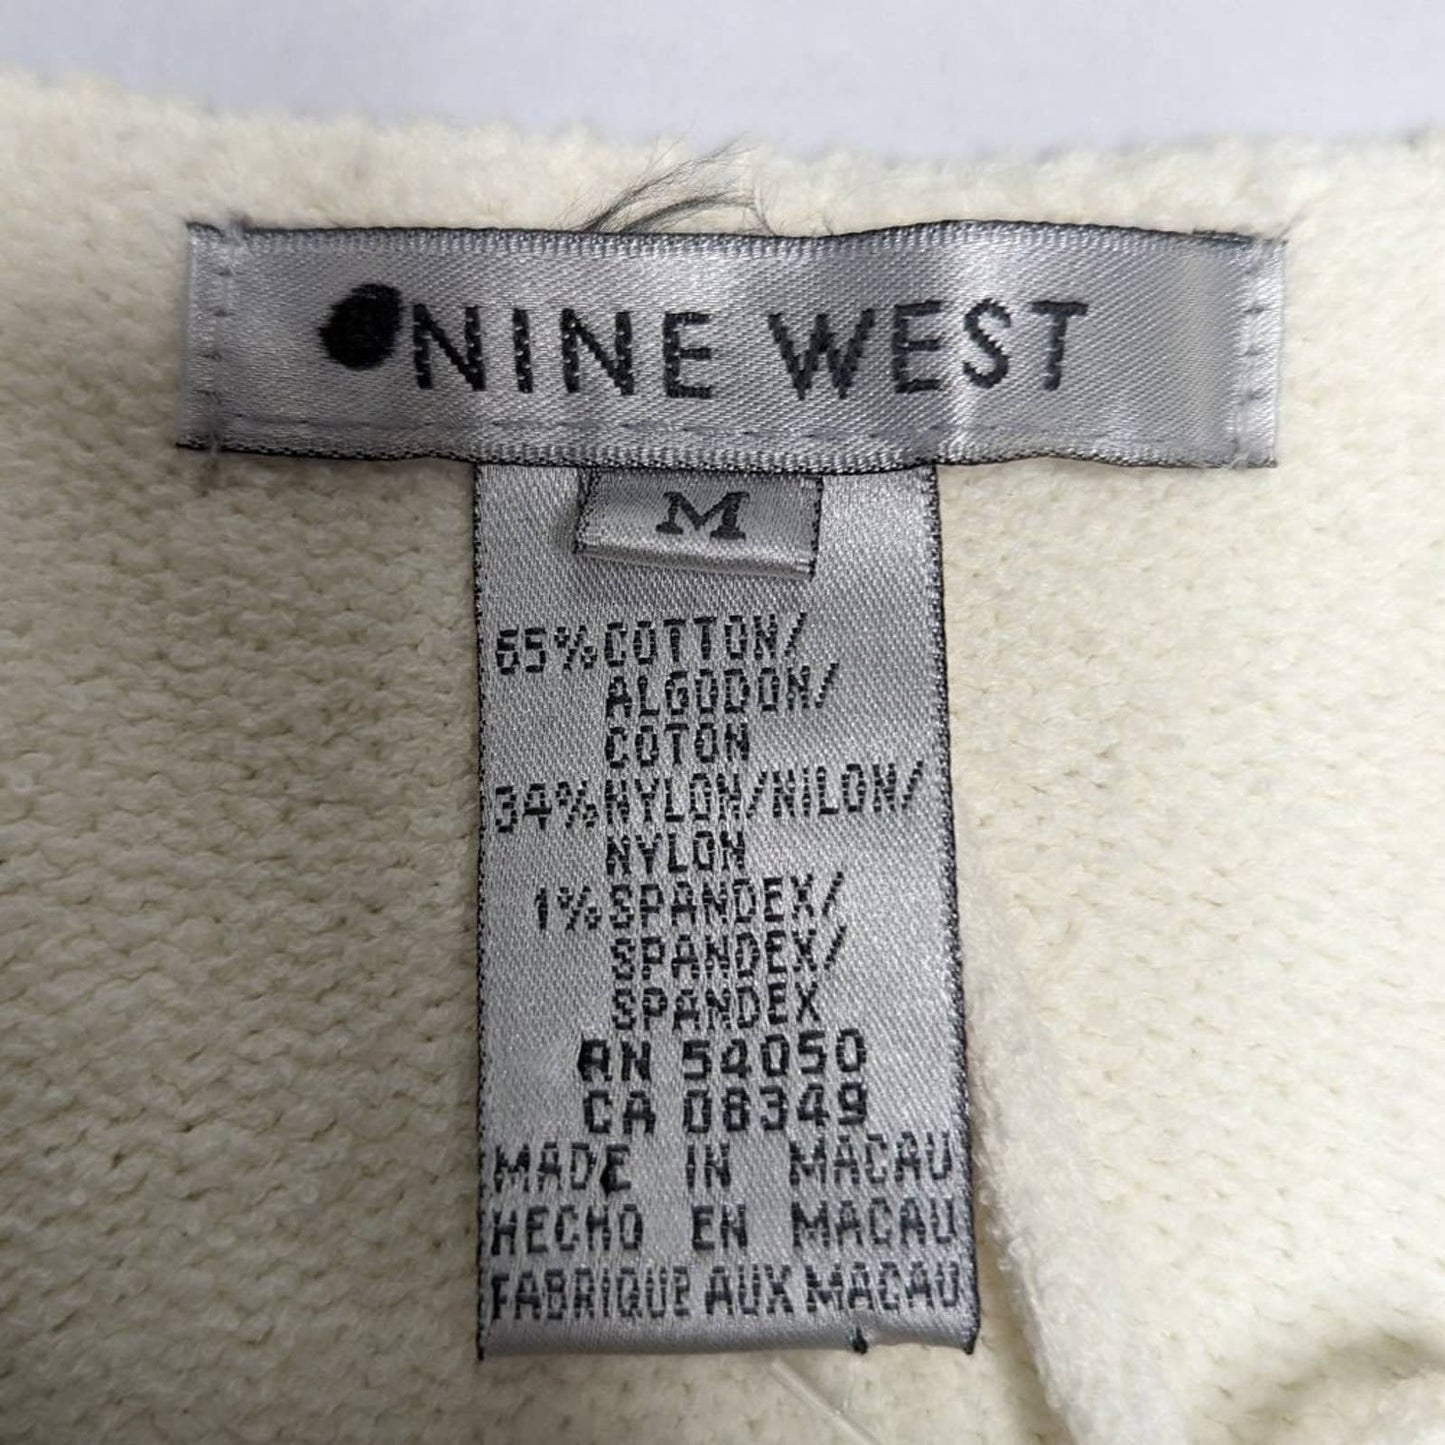 NINE WEST
M
65% COTTON/
ALGODON/
COTON
34% NYLON/NILON/
NYLON
1% SPANDEX/
SPANDEX/
SPANDEX
RN 54050
CA 08349
MADE IN MACAU
HECHO EN MACAU
FABRIQUE AUX MACAU